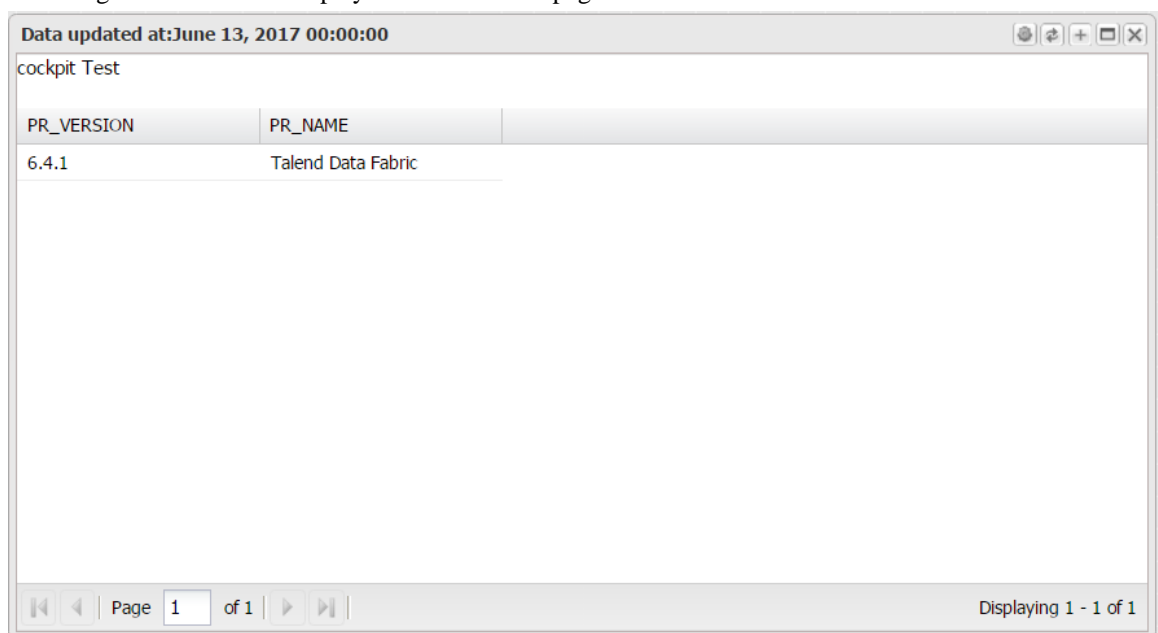 Data updated at:June 13, 2017 00:00:00
cockpit Test
PR_VERSION PR_NAME
6.4.1 Talend Data Fabric
Page 1 of 1 Displaying 1 - 1 of 1